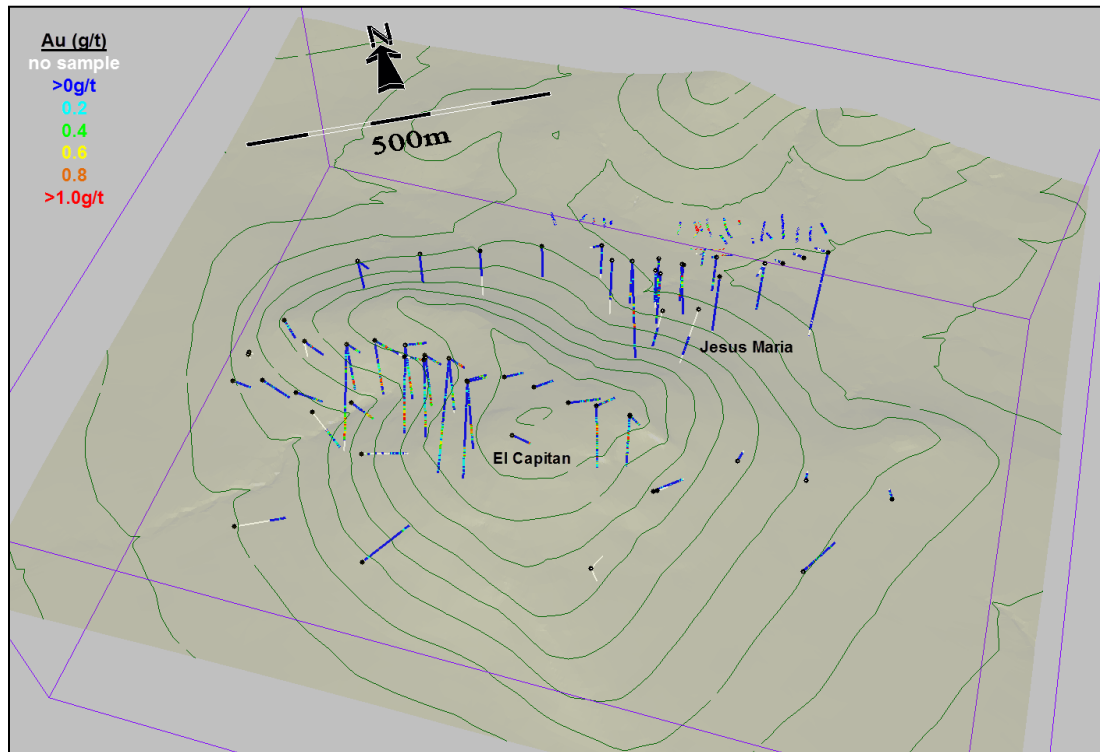 Au (g/t)
no sample
>0g/t
0.2
0.4
0.6
0.8
>1.0g/t
N
500m
Jesus Maria
El Capitan